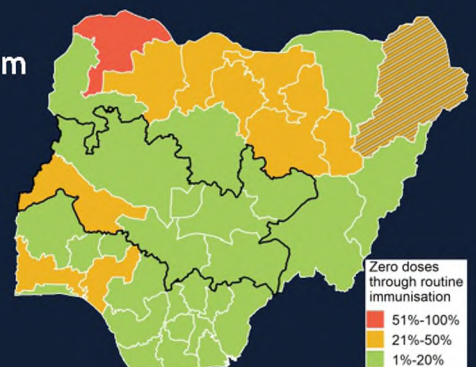 m
Zero doses
through routine
immunisation
51%-100%
21%-50%
1%-20%